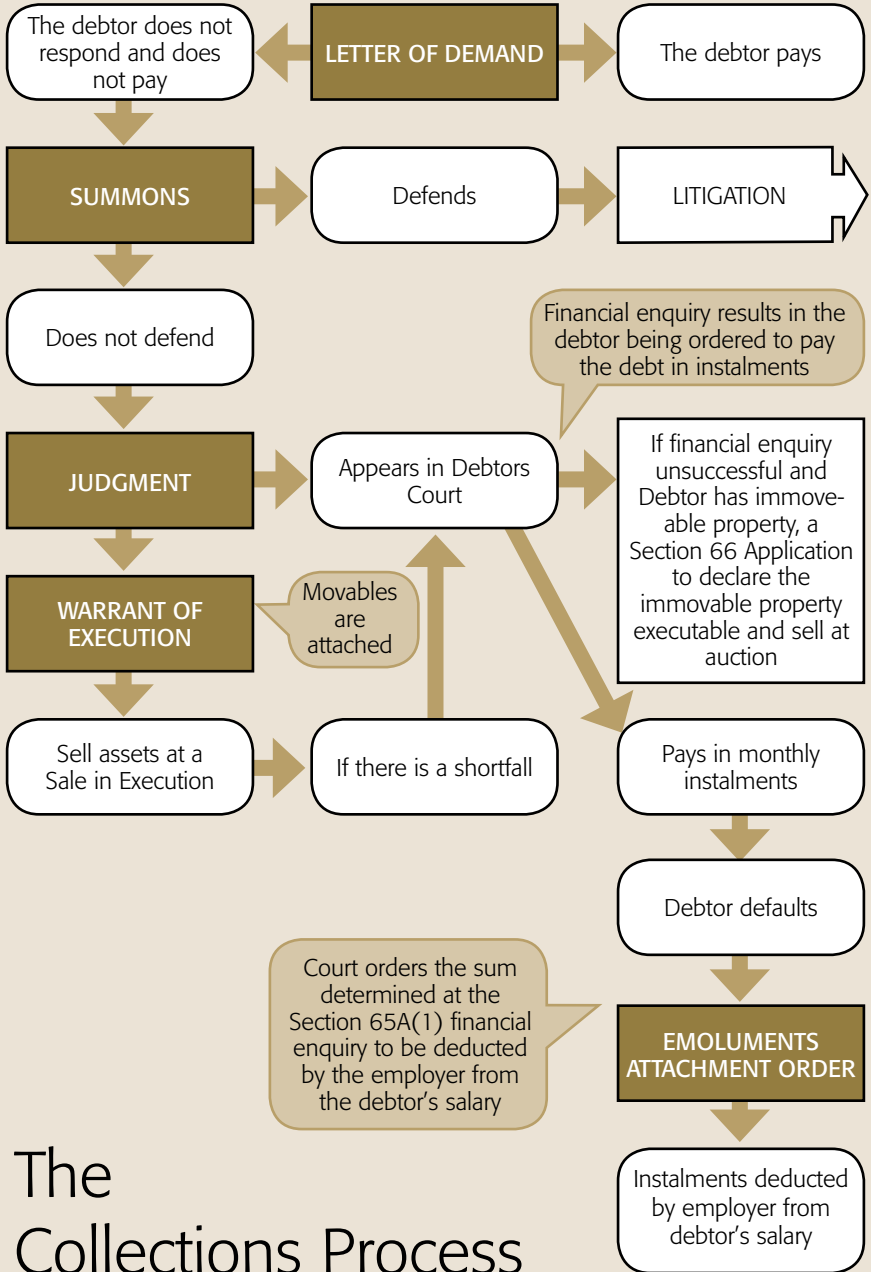 The debtor does not
respond and does
not pay
LETTER OF DEMAND
The debtor pays
SUMMONS
Defends
LITIGATION
Does not defend
Financial enquiry results in the
debtor being ordered to pay
the debt in instalments
JUDGMENT
Appears in Debtors
Court
If financial enquiry
unsuccessful and
Debtor has immove-
able property, a
Section 66 Application
to declare the
immovable property
executable and sell at
auction
WARRANT OF
EXECUTION
Movables
are
attached
Sell assets at a
Sale in Execution
If there is a shortfall
Pays in monthly
instalments
Debtor defaults
Court orders the sum
determined at the
Section 65A(1) financial
enquiry to be deducted
by the employer from
the debtor's salary
EMOLUMENTS
ATTACHMENT ORDER
Instalments deducted
by employer from
debtor's salary
The
Collections Process